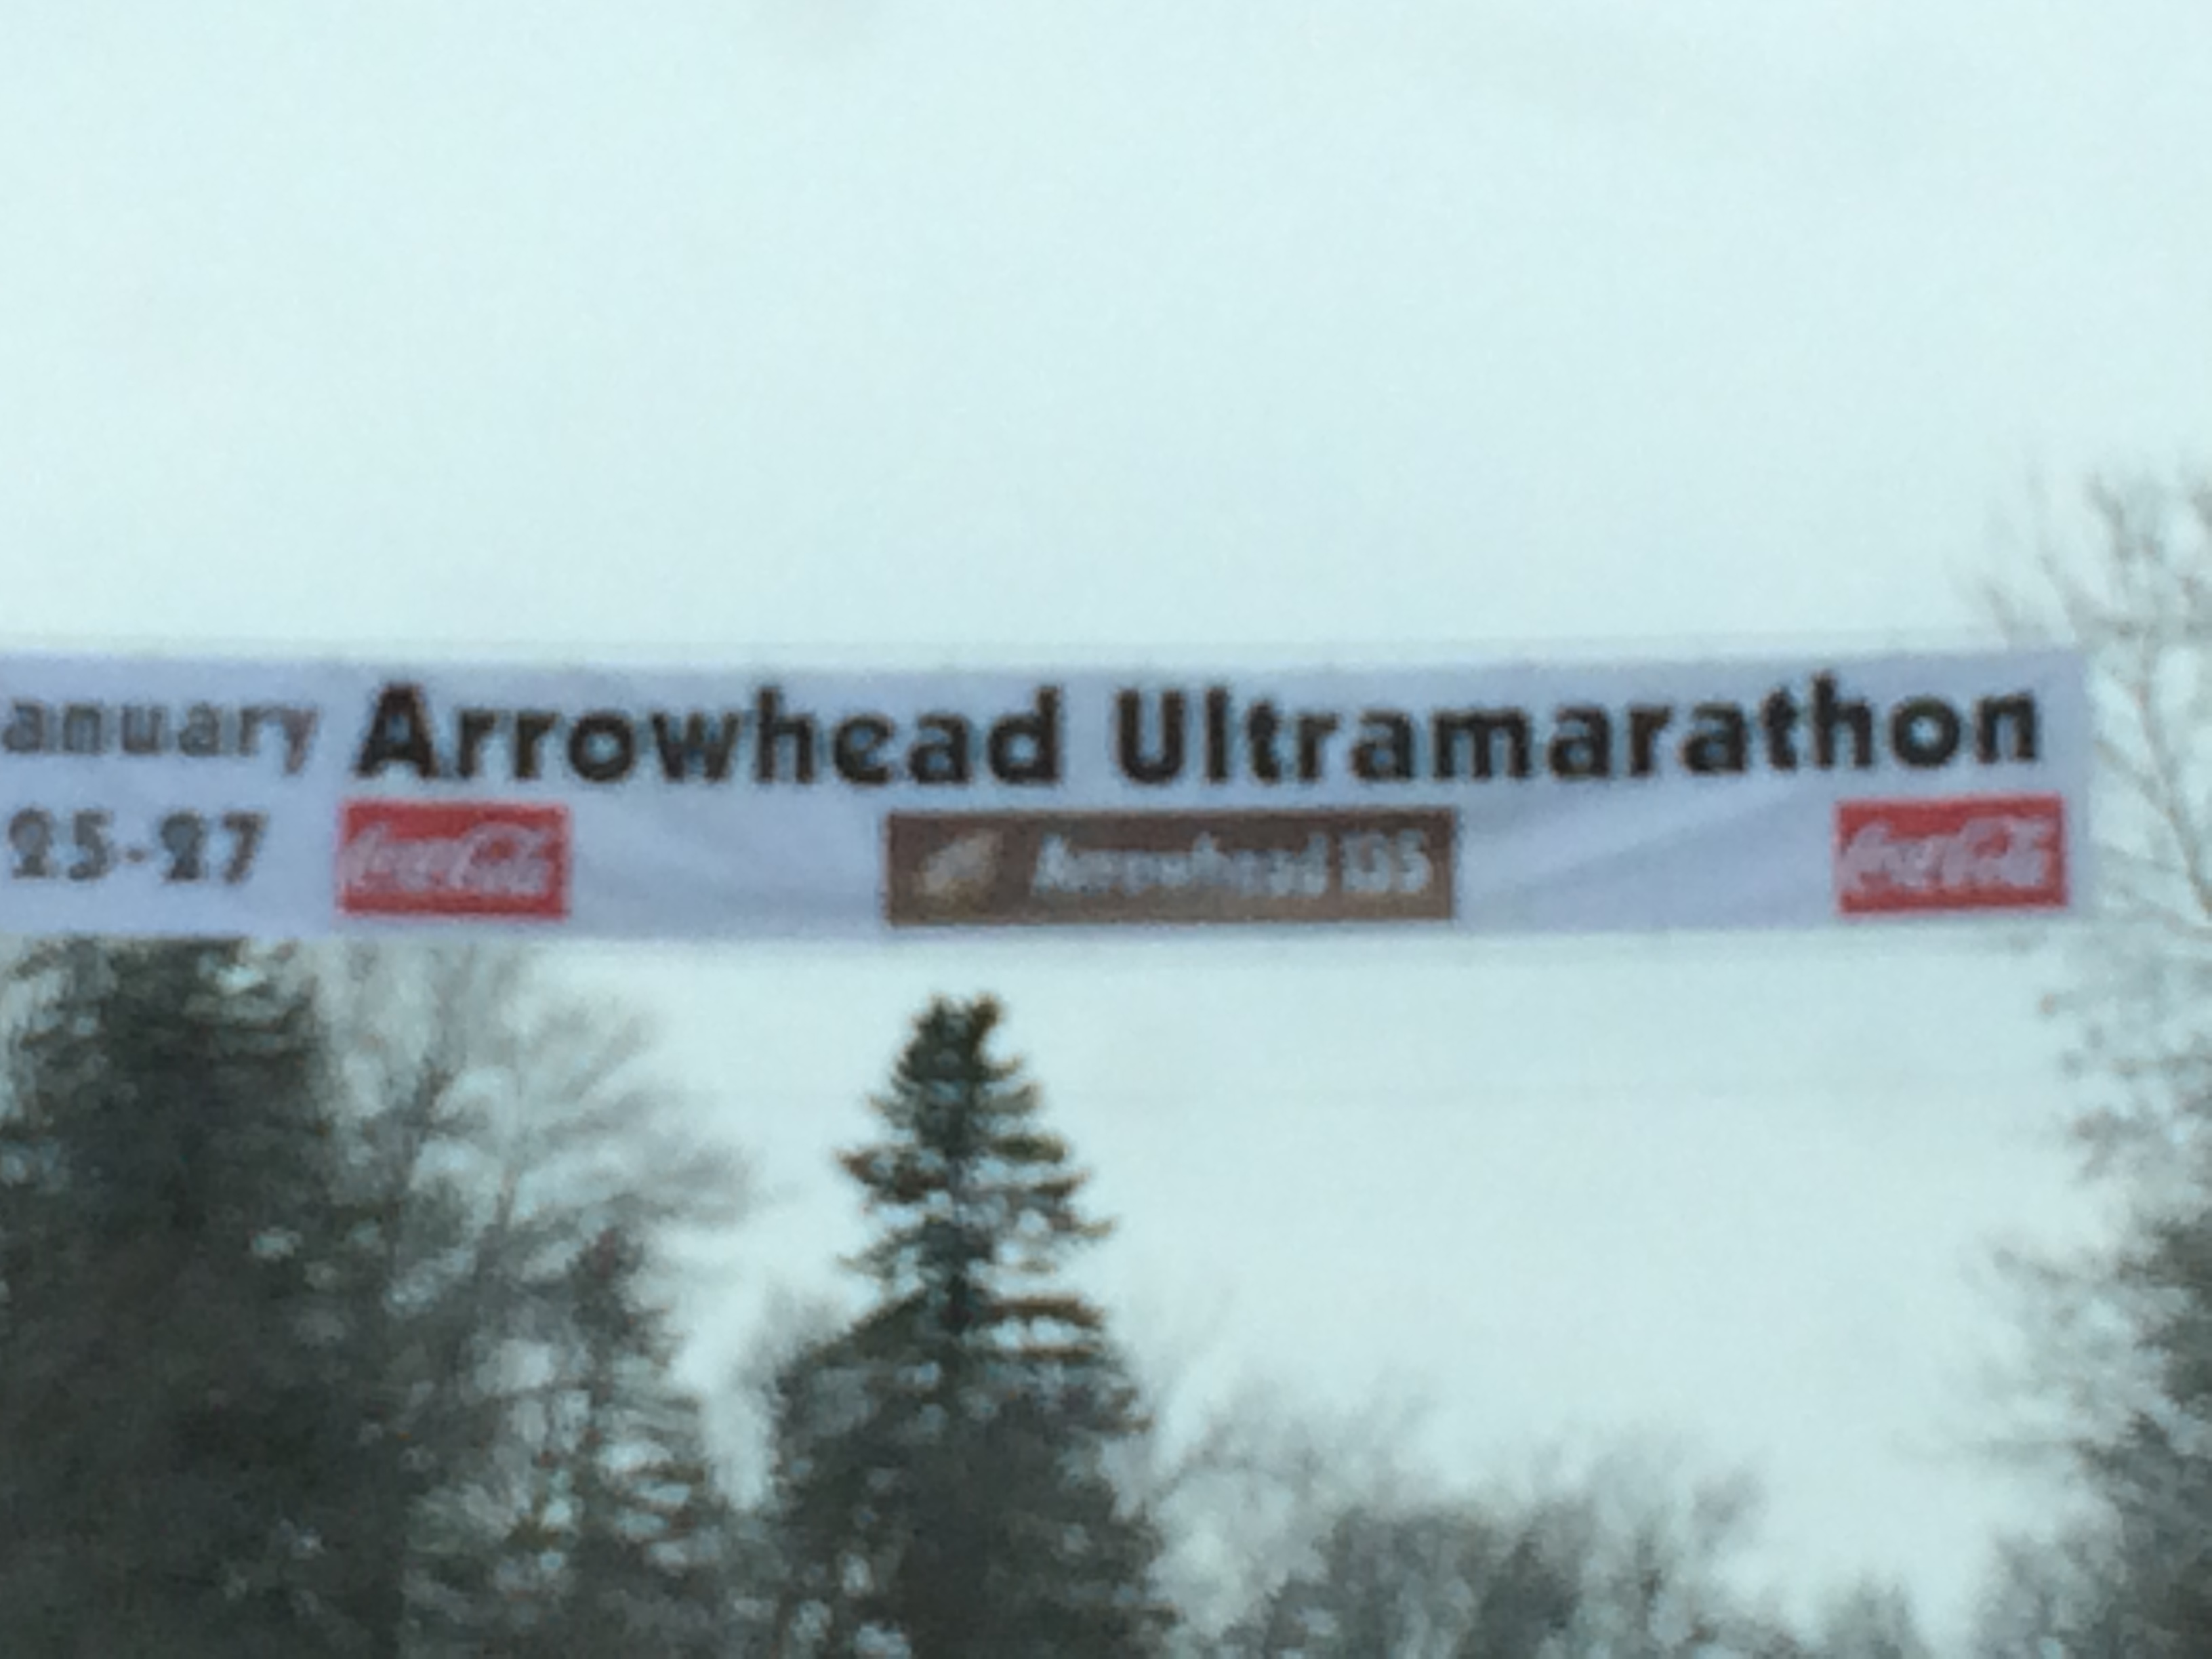 anuary Arrowhead Ultramarathon
25-27 Coca-Cola Arrowhead 135 Coca-Cola